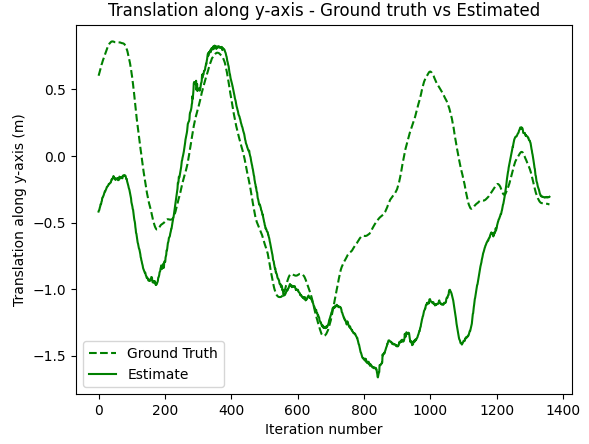 Translation along y-axis - Ground truth vs Estimated
Translation along y-axis (m)
0.5
0.0
−0.5
−1.0
−1.5
Ground Truth
Estimate
0 200 400 600 800 1000 1200 1400
Iteration number